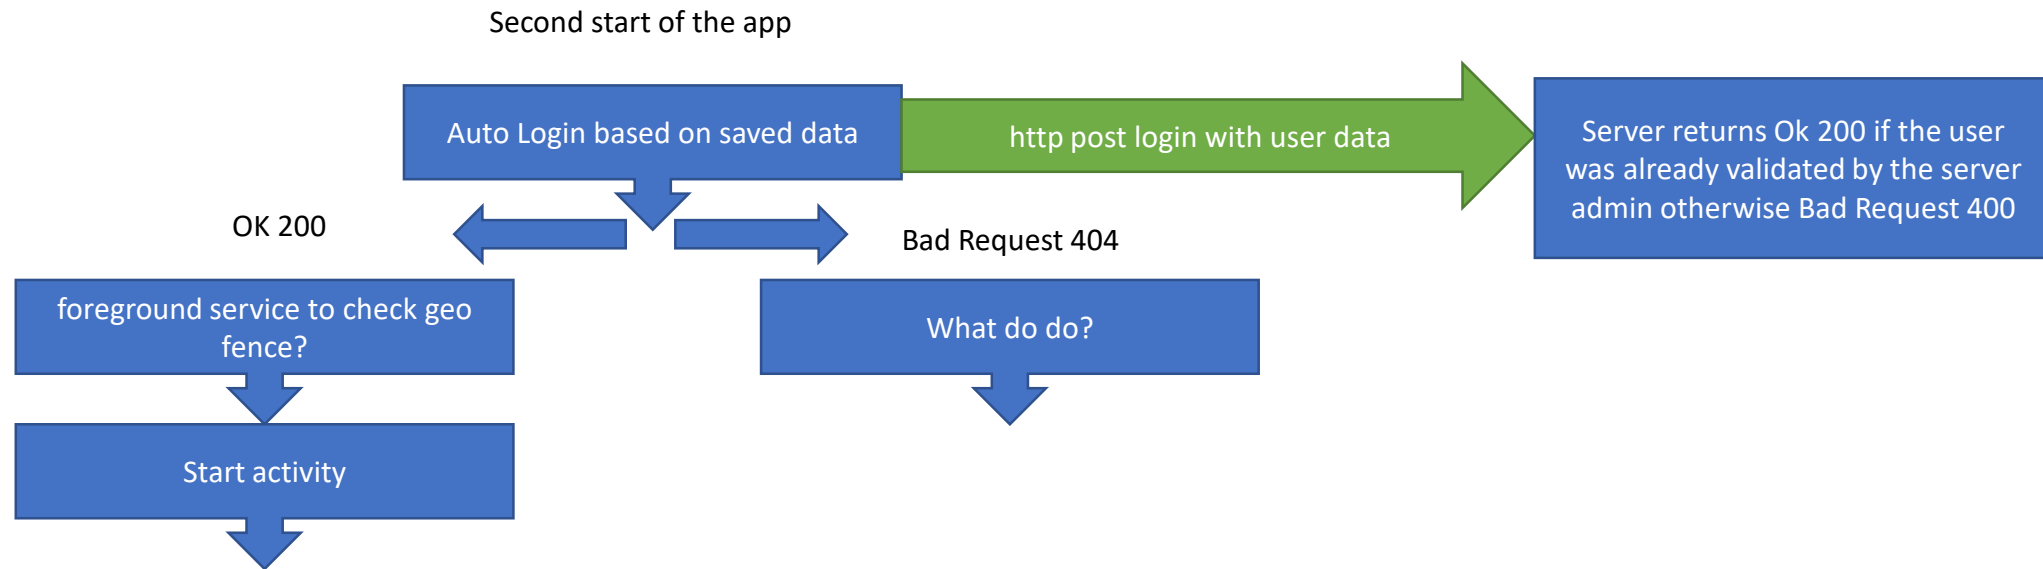 Second start of the app
Auto Login based on saved data
http post login with user data
Server returns Ok 200 if the user
was already validated by the server
admin otherwise Bad Request 400
OK 200
Bad Request 404
foreground service to check geo
fence?
What do do?
Start activity